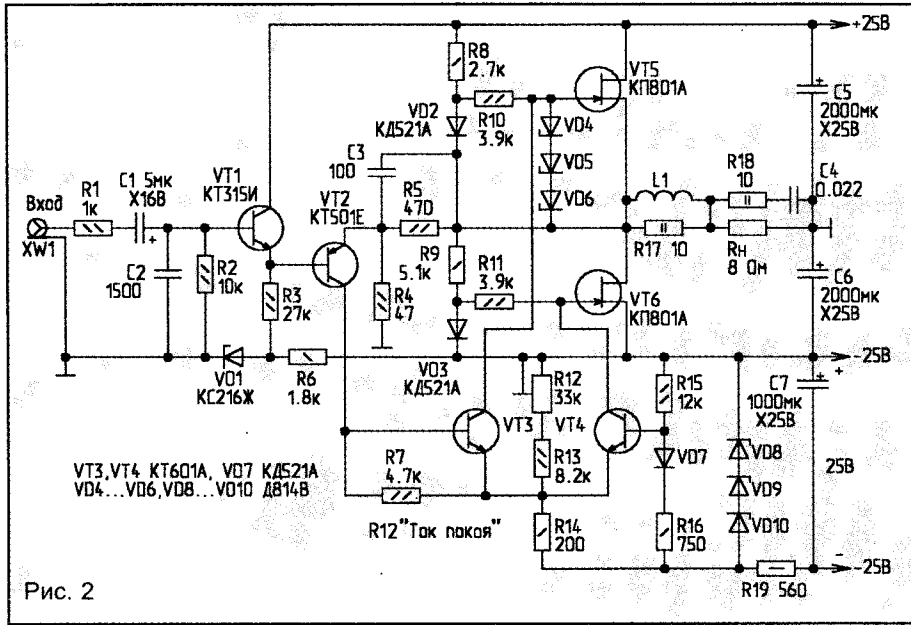 +25В
R8
2.7к
VT5
КП801А
C5
2000мк
Х25В
VD2
КД521А
R10
3.9к
VD4
VD5
VD6
C3
100
R5
470
L1
R18
10
C4
0.022
R17 10
Rн
8 Ом
Вход
XW1
R1
1к
C1 5мк
Х16В
C2
1500
VT1
КТ315И
VT2
КТ501Е
R2
10к
R3
27к
5.1к
R4
47
R9
R11
3.9к
VT6
КП801А
C6
2000мк
Х25В
-25В
+
VD1
КС216Ж
R6
1.8к
VD3
КД521А
R12
33к
R15
12к
C7
1000мк
Х25В
VT3
VT4
R13
8.2к
VD7
VD8
VD9
VD10
25В
R7
4.7к
VT3,VT4 КТ601А, VD7 КД521А
VD4...VD6,VD8...VD10 Д814В
R12 "Ток покоя"
R14
200
R16
750
-
-25В
R19 560
Рис. 2